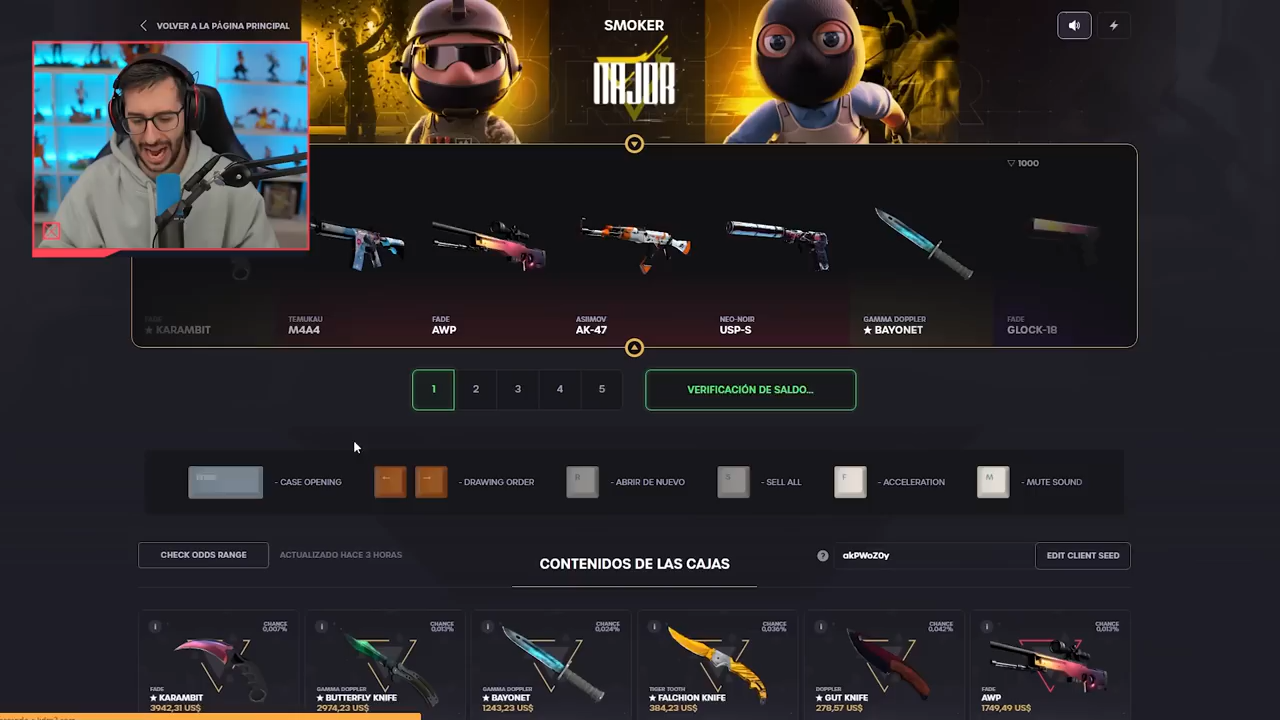 VOLVER A LA PÁGINA PRINCIPAL
SMOKER
MAJOR
1000
FADE
★ KARAMBIT
TEMUKAU
M4A4
FADE
AWP
ASIIMOV
AK-47
NEO-NOIR
USP-S
GAMMA DOPPLER
★ BAYONET
FADE
GLOCK-18
1 2 3 4 5
VERIFICACIÓN DE SALDO...
- CASE OPENING
← → - DRAWING ORDER
R - ABRIR DE NUEVO
S - SELL ALL
F - ACCELERATION
M - MUTE SOUND
CHECK ODDS RANGE
ACTUALIZADO HACE 3 HORAS
CONTENIDOS DE LAS CAJAS
? akPWoZ0y
EDIT CLIENT SEED
CHANCE
0,007%
FADE
★ KARAMBIT
3942,31 US$
CHANCE
0,013%
GAMMA DOPPLER
★ BUTTERFLY KNIFE
2974,23 US$
CHANCE
0,024%
GAMMA DOPPLER
★ BAYONET
1243,23 US$
CHANCE
0,036%
TIGER TOOTH
★ FALCHION KNIFE
384,23 US$
CHANCE
0,042%
DOPPLER
★ GUT KNIFE
278,57 US$
CHANCE
0,013%
FADE
AWP
1749,49 US$